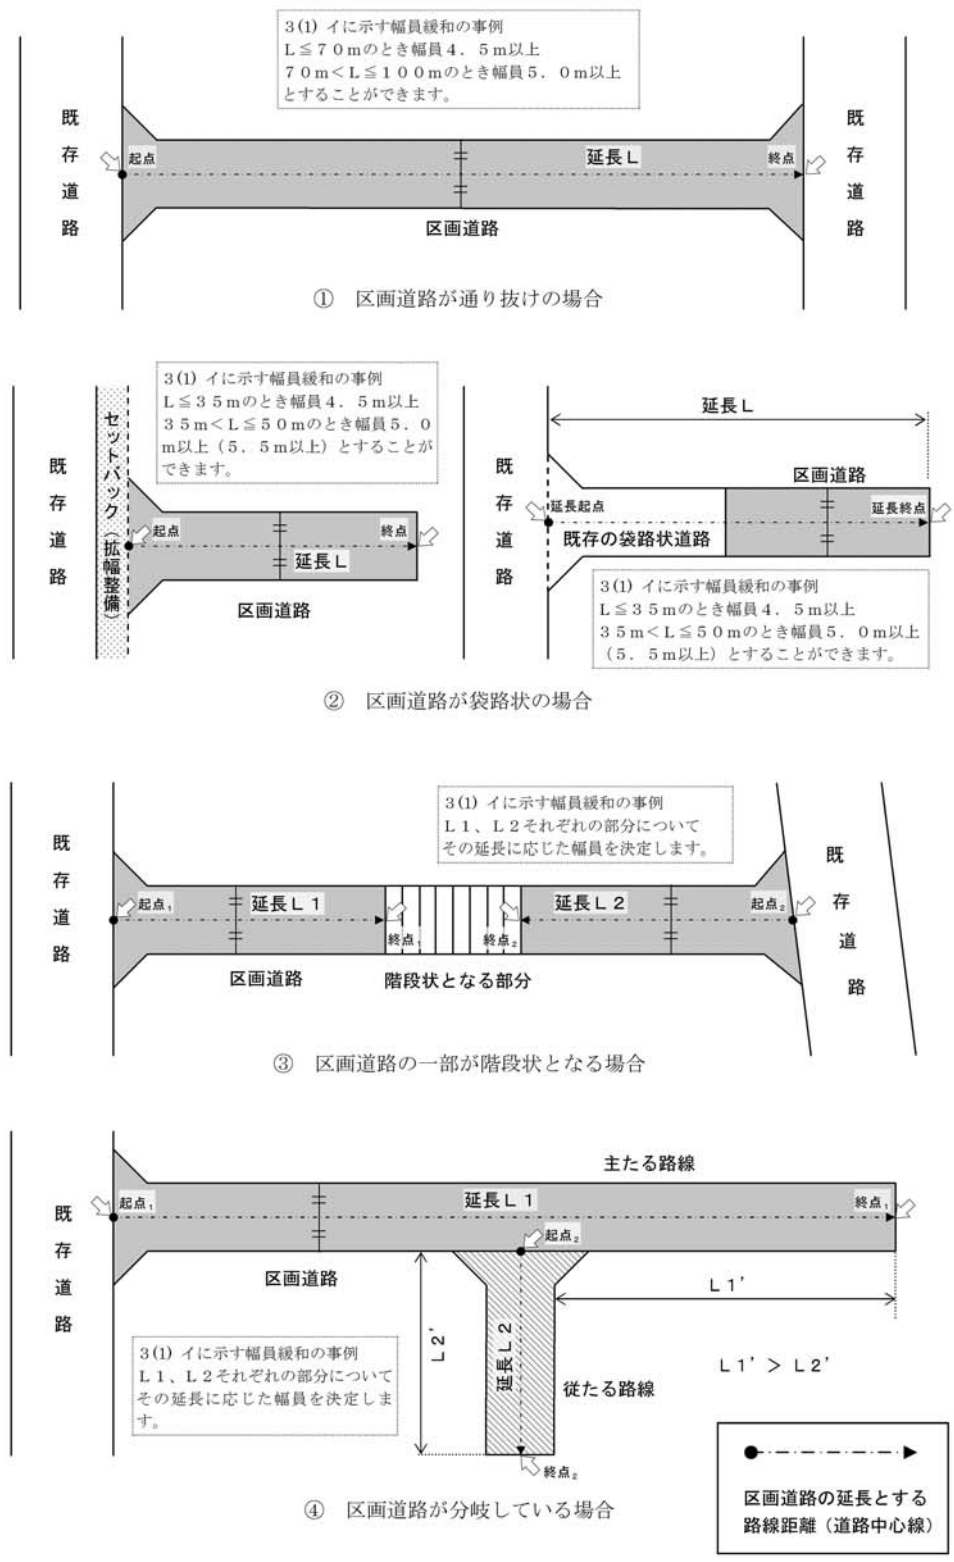 3(1) イに示す幅員緩和の事例
L≦７０ｍのとき幅員４．５ｍ以上
７０ｍ＜L≦１００ｍのとき幅員５．０ｍ以上
とすることができます。
既存道路
起点
延長Ｌ
終点
既存道路
区画道路
① 区画道路が通り抜けの場合
3(1) イに示す幅員緩和の事例
L≦３５ｍのとき幅員４．５ｍ以上
３５ｍ＜L≦５０ｍのとき幅員５．０
ｍ以上（５．５ｍ以上）とすることが
できます。
既存道路
セットバック（拡幅整備）
起点
終点
延長Ｌ
区画道路
延長Ｌ
既存道路
区画道路
延長起点
延長終点
既存の袋路状道路
3(1) イに示す幅員緩和の事例
L≦３５ｍのとき幅員４．５ｍ以上
３５ｍ＜L≦５０ｍのとき幅員５．０ｍ以上
（５．５ｍ以上）とすることができます。
② 区画道路が袋路状の場合
3(1) イに示す幅員緩和の事例
Ｌ１、Ｌ２それぞれの部分について
その延長に応じた幅員を決定します。
既存道路
起点₁
延長Ｌ１
終点₁
終点₂
延長Ｌ２
起点₂
既存道路
区画道路
階段状となる部分
③ 区画道路の一部が階段状となる場合
主たる路線
既存道路
起点₁
延長Ｌ１
終点₁
起点₂
区画道路
Ｌ１’
Ｌ２’
延長Ｌ２
3(1) イに示す幅員緩和の事例
Ｌ１、Ｌ２それぞれの部分について
その延長に応じた幅員を決定しま
す。
Ｌ１’＞Ｌ２’
従たる路線
終点₂
④ 区画道路が分岐している場合
区画道路の延長とする
路線距離（道路中心線）